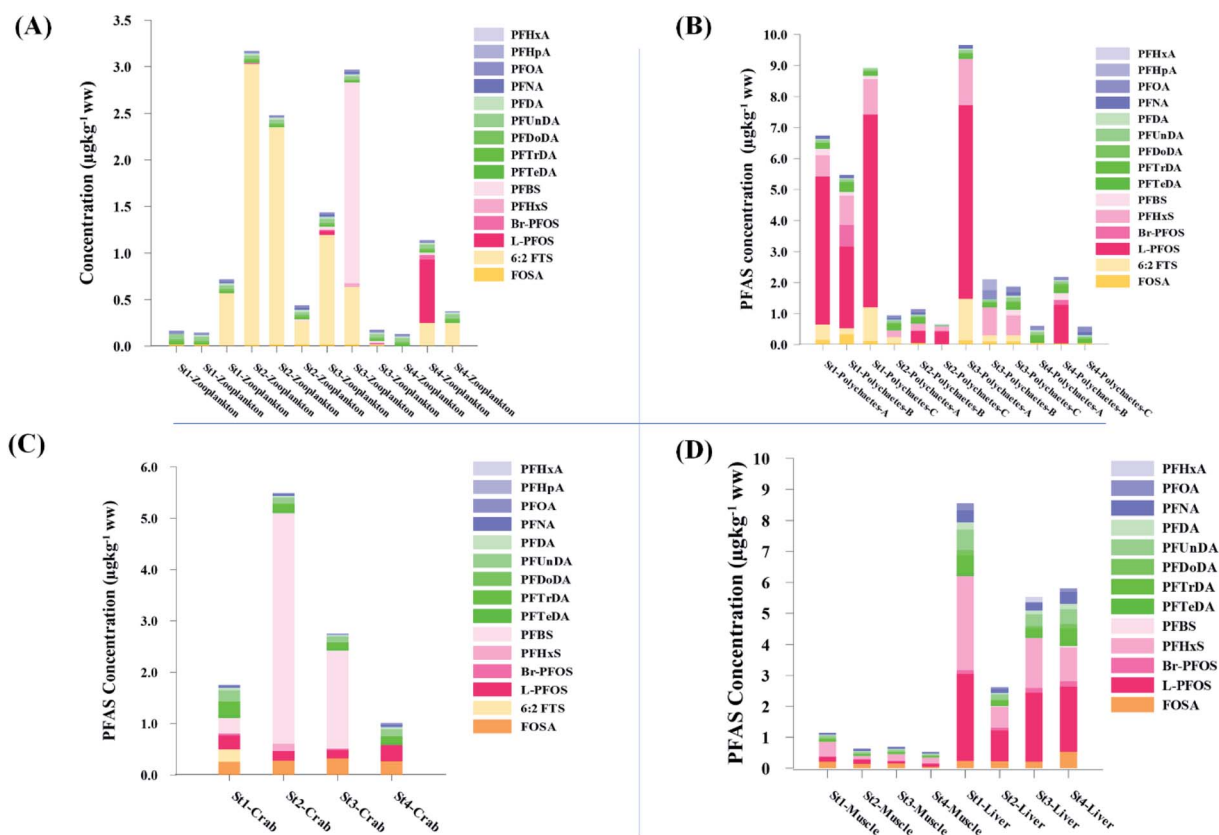 (A)
Concentration (µgkg⁻¹ ww)
3.5
3.0
2.5
2.0
1.5
1.0
0.5
0.0
PFHxA
PFHpA
PFOA
PFNA
PFDA
PFUnDA
PFDoDA
PFTrDA
PFTeDA
PFBS
PFHxS
Br-PFOS
L-PFOS
6:2 FTS
FOSA
St1-Zooplankton
St1-Zooplankton
St1-Zooplankton
St2-Zooplankton
St2-Zooplankton
St2-Zooplankton
St3-Zooplankton
St3-Zooplankton
St3-Zooplankton
St4-Zooplankton
St4-Zooplankton
St4-Zooplankton
(B)
PFAS concentration (µgkg⁻¹ ww)
10.0
9.0
8.0
7.0
6.0
5.0
4.0
3.0
2.0
1.0
0.0
PFHxA
PFHpA
PFOA
PFNA
PFDA
PFUnDA
PFDoDA
PFTrDA
PFTeDA
PFBS
PFHxS
Br-PFOS
L-PFOS
6:2 FTS
FOSA
St1-Polychaetes-A
St1-Polychaetes-B
St1-Polychaetes-C
St2-Polychaetes-A
St2-Polychaetes-B
St2-Polychaetes-C
St3-Polychaetes-A
St3-Polychaetes-B
St3-Polychaetes-C
St4-Polychaetes-A
St4-Polychaetes-B
St4-Polychaetes-C
(C)
PFAS Concentration (µgkg⁻¹ ww)
6.0
5.0
4.0
3.0
2.0
1.0
0.0
PFHxA
PFHpA
PFOA
PFNA
PFDA
PFUnDA
PFDoDA
PFTrDA
PFTeDA
PFBS
PFHxS
Br-PFOS
L-PFOS
6:2 FTS
FOSA
St1-Crab
St2-Crab
St3-Crab
St4-Crab
(D)
PFAS Concentration (µgkg⁻¹ ww)
10
9
8
7
6
5
4
3
2
1
0
PFHxA
PFOA
PFNA
PFDA
PFUnDA
PFDoDA
PFTrDA
PFTeDA
PFBS
PFHxS
Br-PFOS
L-PFOS
FOSA
St1-Muscle
St2-Muscle
St3-Muscle
St4-Muscle
St1-Liver
St2-Liver
St3-Liver
St4-Liver